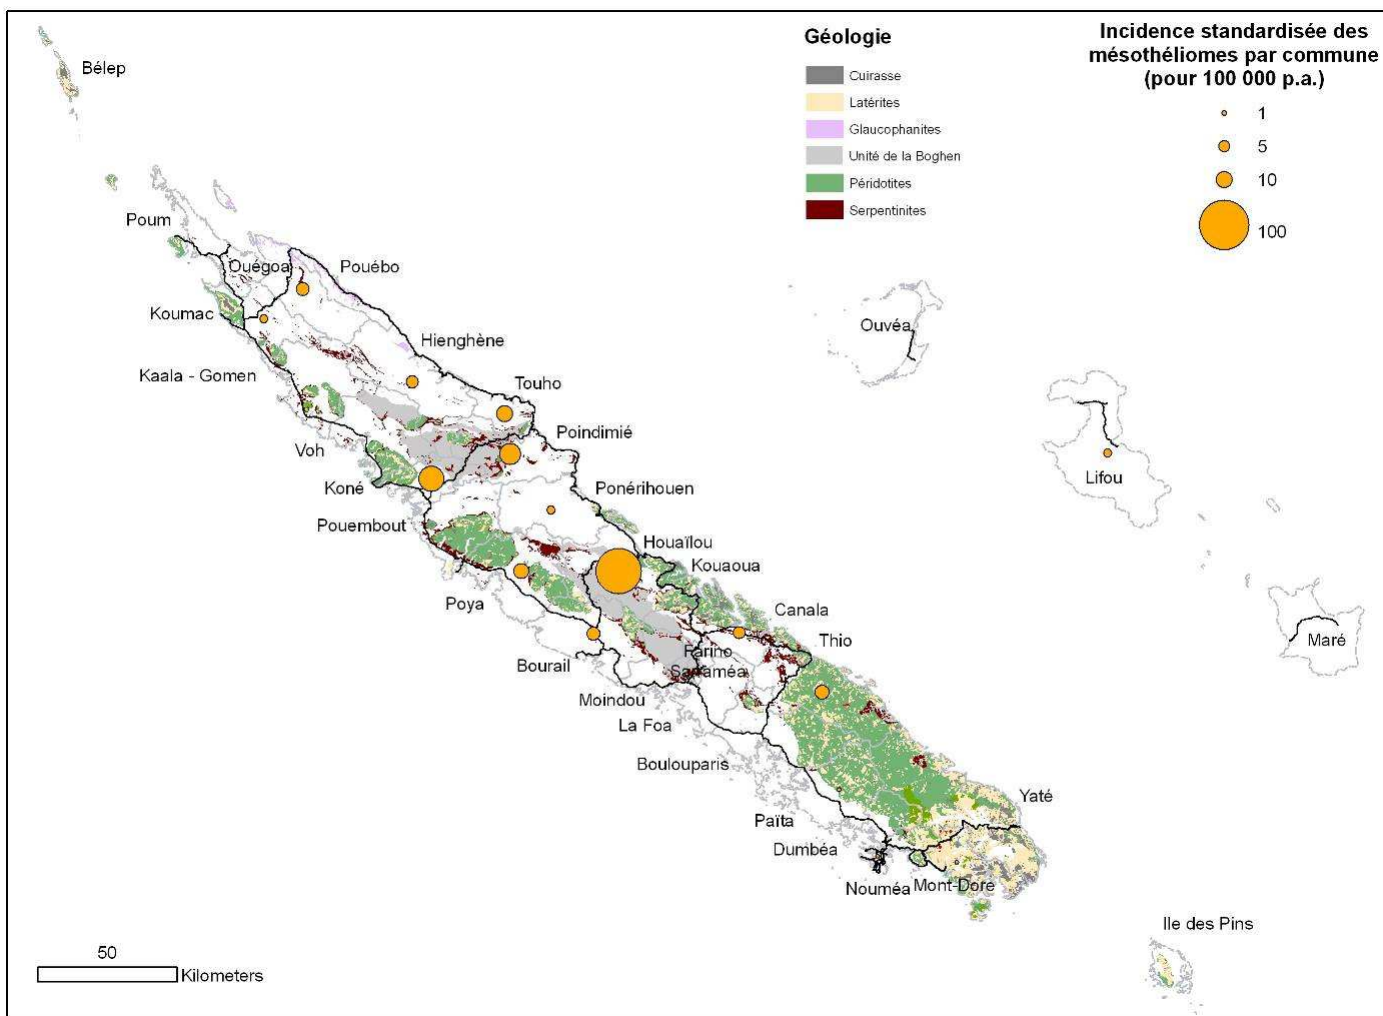 Géologie
Cuirasse
Latérites
Glaucophanites
Unité de la Boghen
Péridotites
Serpentinites
Incidence standardisée des
mésothéliomes par commune
(pour 100 000 p.a.)
1
5
10
100
Bélep
Poum
Ouégoa
Pouébo
Koumac
Hienghène
Kaala - Gomen
Touho
Voh
Poindimié
Koné
Ponérihouen
Pouembout
Houaïlou
Kouaoua
Poya
Canala
Thio
Farino
Sarraméa
Bourail
Moindou
La Foa
Boulouparis
Païta
Yaté
Dumbéa
Nouméa
Mont-Dore
Ouvéa
Lifou
Maré
Ile des Pins
50
Kilometers